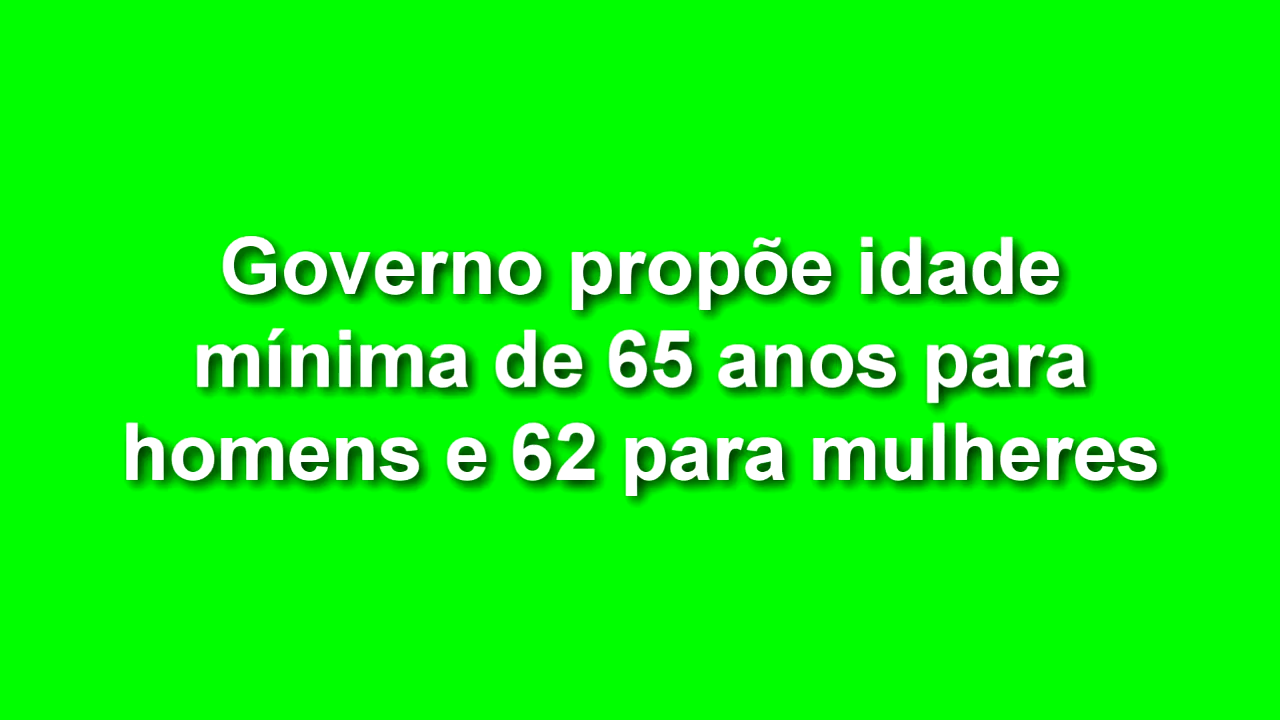 Governo propõe idade
mínima de 65 anos para
homens e 62 para mulheres